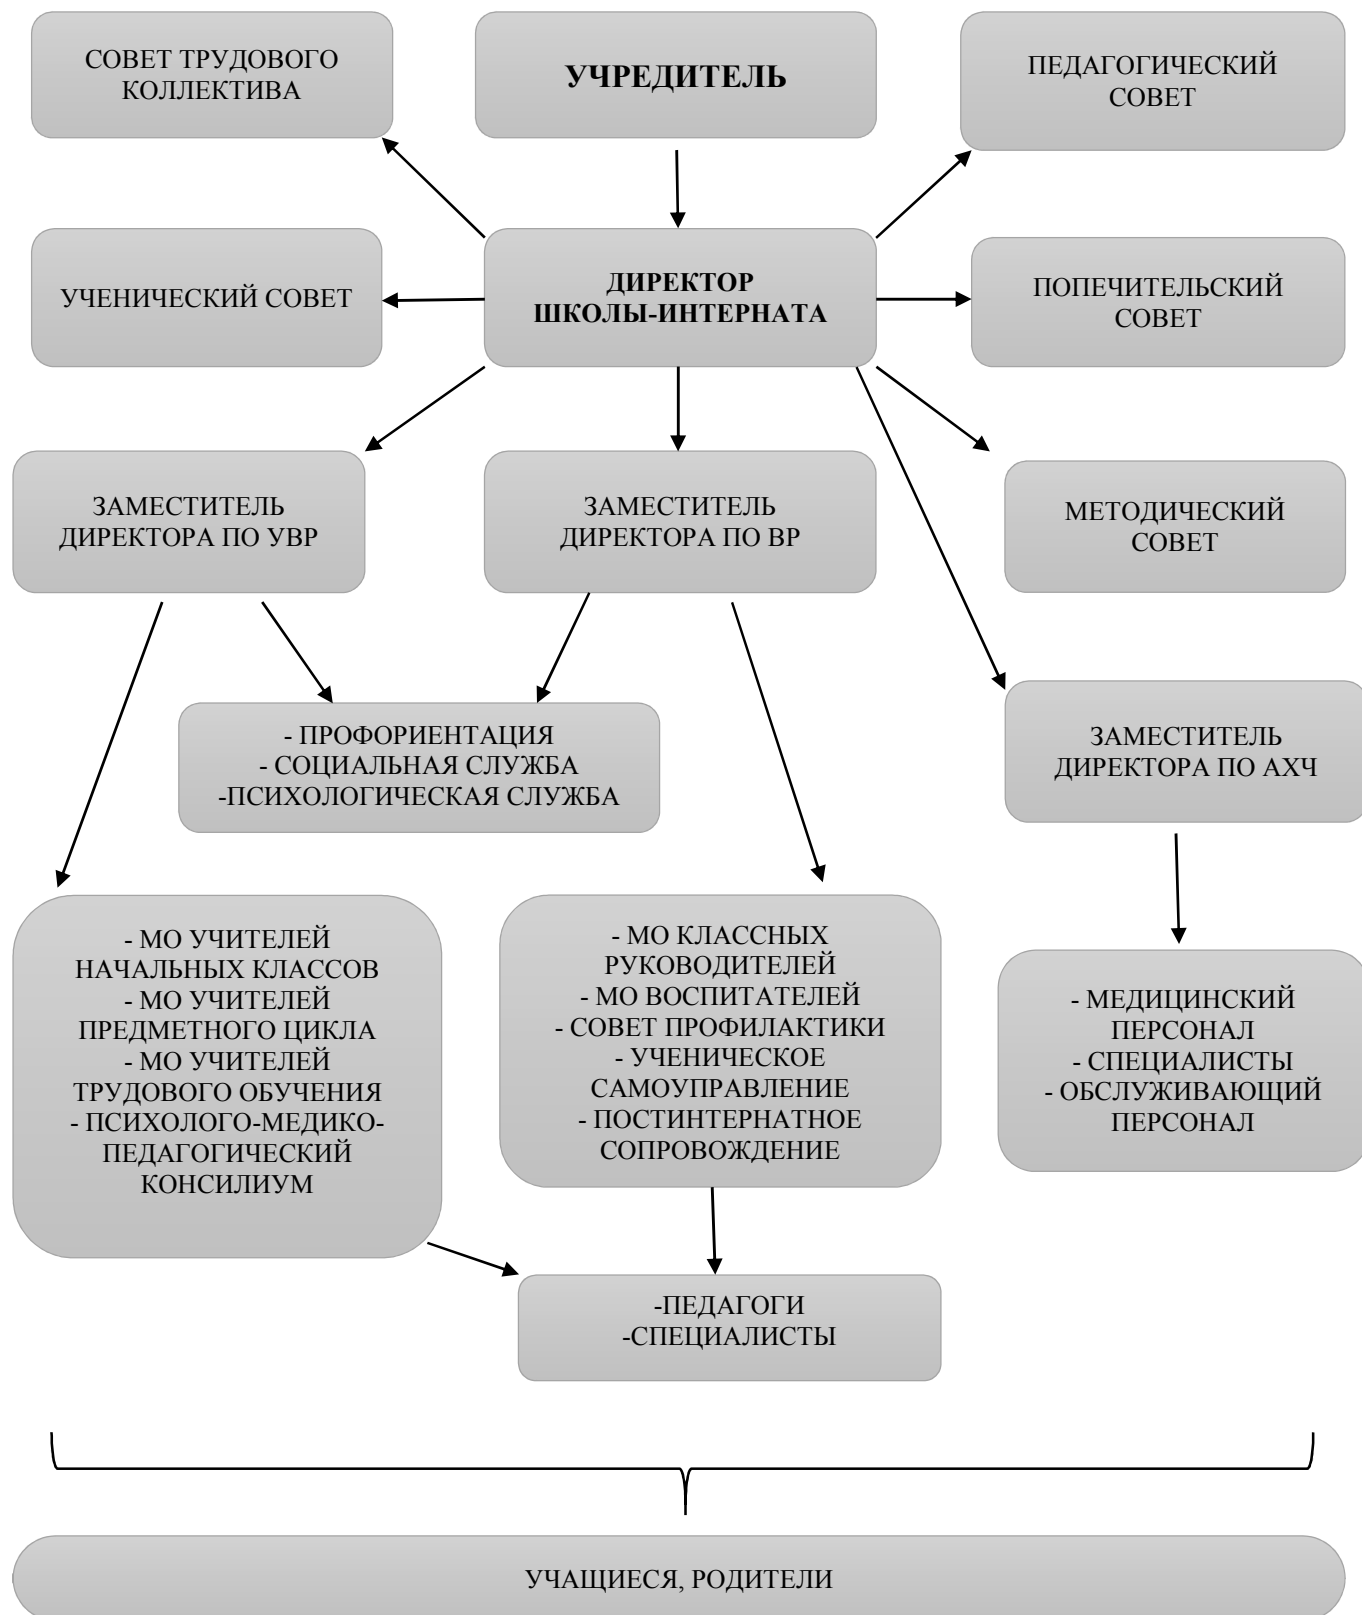 СОВЕТ ТРУДОВОГО
КОЛЛЕКТИВА
УЧРЕДИТЕЛЬ
ПЕДАГОГИЧЕСКИЙ
СОВЕТ
УЧЕНИЧЕСКИЙ СОВЕТ
ДИРЕКТОР
ШКОЛЫ-ИНТЕРНАТА
ПОПЕЧИТЕЛЬСКИЙ
СОВЕТ
ЗАМЕСТИТЕЛЬ
ДИРЕКТОРА ПО УВР
ЗАМЕСТИТЕЛЬ
ДИРЕКТОРА ПО ВР
МЕТОДИЧЕСКИЙ
СОВЕТ
- ПРОФОРИЕНТАЦИЯ
- СОЦИАЛЬНАЯ СЛУЖБА
-ПСИХОЛОГИЧЕСКАЯ СЛУЖБА
ЗАМЕСТИТЕЛЬ
ДИРЕКТОРА ПО АХЧ
- МО УЧИТЕЛЕЙ
НАЧАЛЬНЫХ КЛАССОВ
- МО УЧИТЕЛЕЙ
ПРЕДМЕТНОГО ЦИКЛА
- МО УЧИТЕЛЕЙ
ТРУДОВОГО ОБУЧЕНИЯ
- ПСИХОЛОГО-МЕДИКО-
ПЕДАГОГИЧЕСКИЙ
КОНСИЛИУМ
- МО КЛАССНЫХ
РУКОВОДИТЕЛЕЙ
- МО ВОСПИТАТЕЛЕЙ
- СОВЕТ ПРОФИЛАКТИКИ
- УЧЕНИЧЕСКОЕ
САМОУПРАВЛЕНИЕ
- ПОСТИНТЕРНАТНОЕ
СОПРОВОЖДЕНИЕ
- МЕДИЦИНСКИЙ
ПЕРСОНАЛ
- СПЕЦИАЛИСТЫ
- ОБСЛУЖИВАЮЩИЙ
ПЕРСОНАЛ
-ПЕДАГОГИ
-СПЕЦИАЛИСТЫ
УЧАЩИЕСЯ, РОДИТЕЛИ